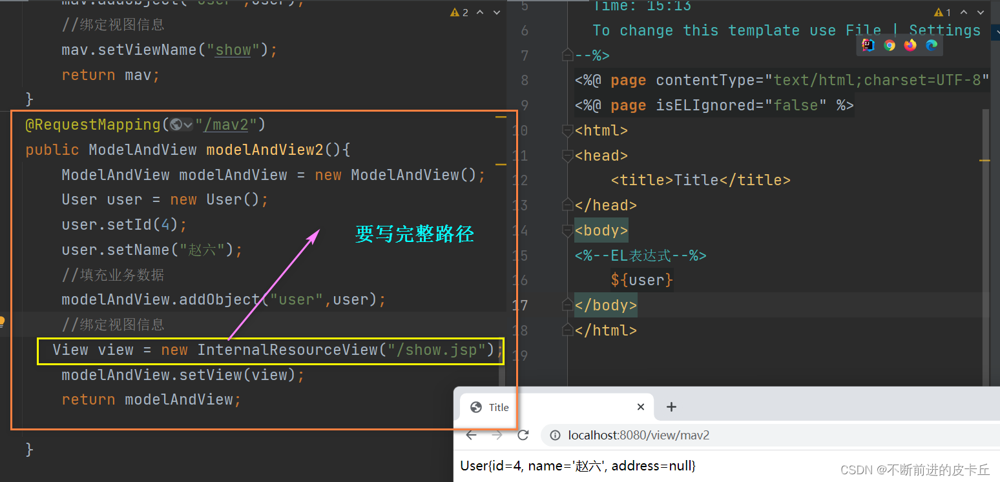 mav.addObject("user",user);
//绑定视图信息
mav.setViewName("show");
return mav;
}
@RequestMapping("/mav2")
public ModelAndView modelAndView2(){
ModelAndView modelAndView = new ModelAndView();
User user = new User();
user.setId(4);
user.setName("赵六");
//填充业务数据
modelAndView.addObject("user",user);
//绑定视图信息
View view = new InternalResourceView("/show.jsp");
modelAndView.setView(view);
return modelAndView;
}
要写完整路径
2
1
5 Time: 15:13
6 To change this template use File | Settings
7 --%>
8 <%@ page contentType="text/html;charset=UTF-8"
9 <%@ page isELIgnored="false" %>
10 <html>
11 <head>
12 <title>Title</title>
13 </head>
14 <body>
15 <%--EL表达式--%>
16 ${user}
17 </body>
18 </html>
19
Title
localhost:8080/view/mav2
User{id=4, name='赵六', address=null}
CSDN @不断前进的皮卡丘